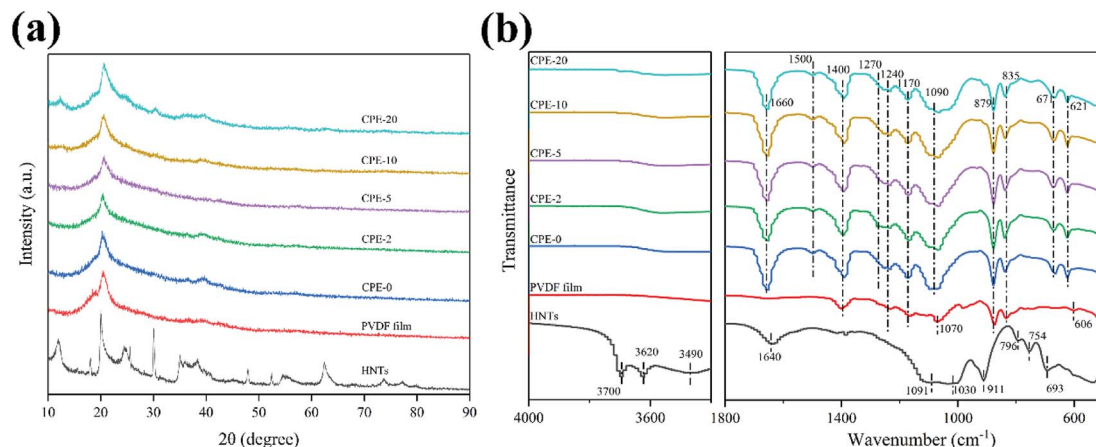 (a)
Intensity (a.u.)
CPE-20
CPE-10
CPE-5
CPE-2
CPE-0
PVDF film
HNTs
10 20 30 40 50 60 70 80 90
2θ (degree)
(b)
Transmittance
CPE-20
CPE-10
CPE-5
CPE-2
CPE-0
PVDF film
HNTs
3700
3620
3490
1500
1400
1270
1240
1170
1090
835
1660
879
671
621
1070
606
1640
1091
1030
911
796
754
693
4000 3600 1800 1400 1000 600
Wavenumber (cm⁻¹)